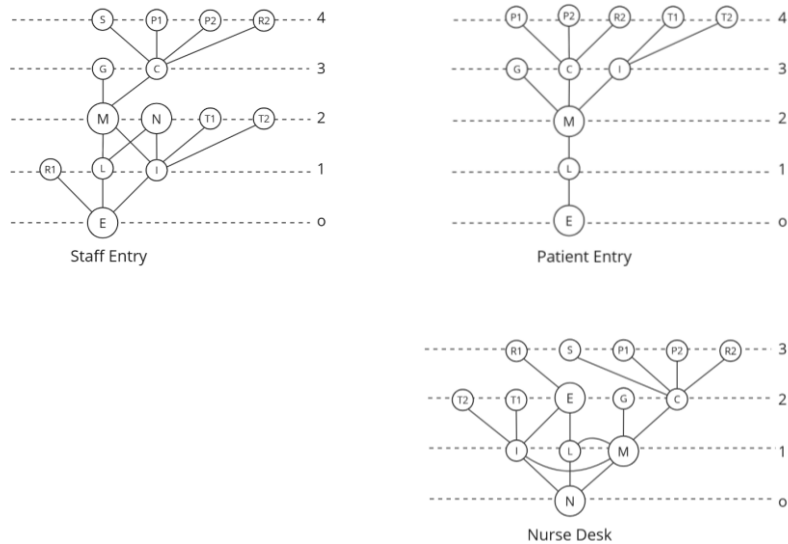 S P1 P2 R2 4
G C 3
M N T1 T2 2
R1 L I 1
E o
Staff Entry
P1 P2 R2 T1 T2 4
G C I 3
M 2
L 1
E o
Patient Entry
R1 S P1 P2 R2 3
T2 T1 E G C 2
I L M 1
N o
Nurse Desk